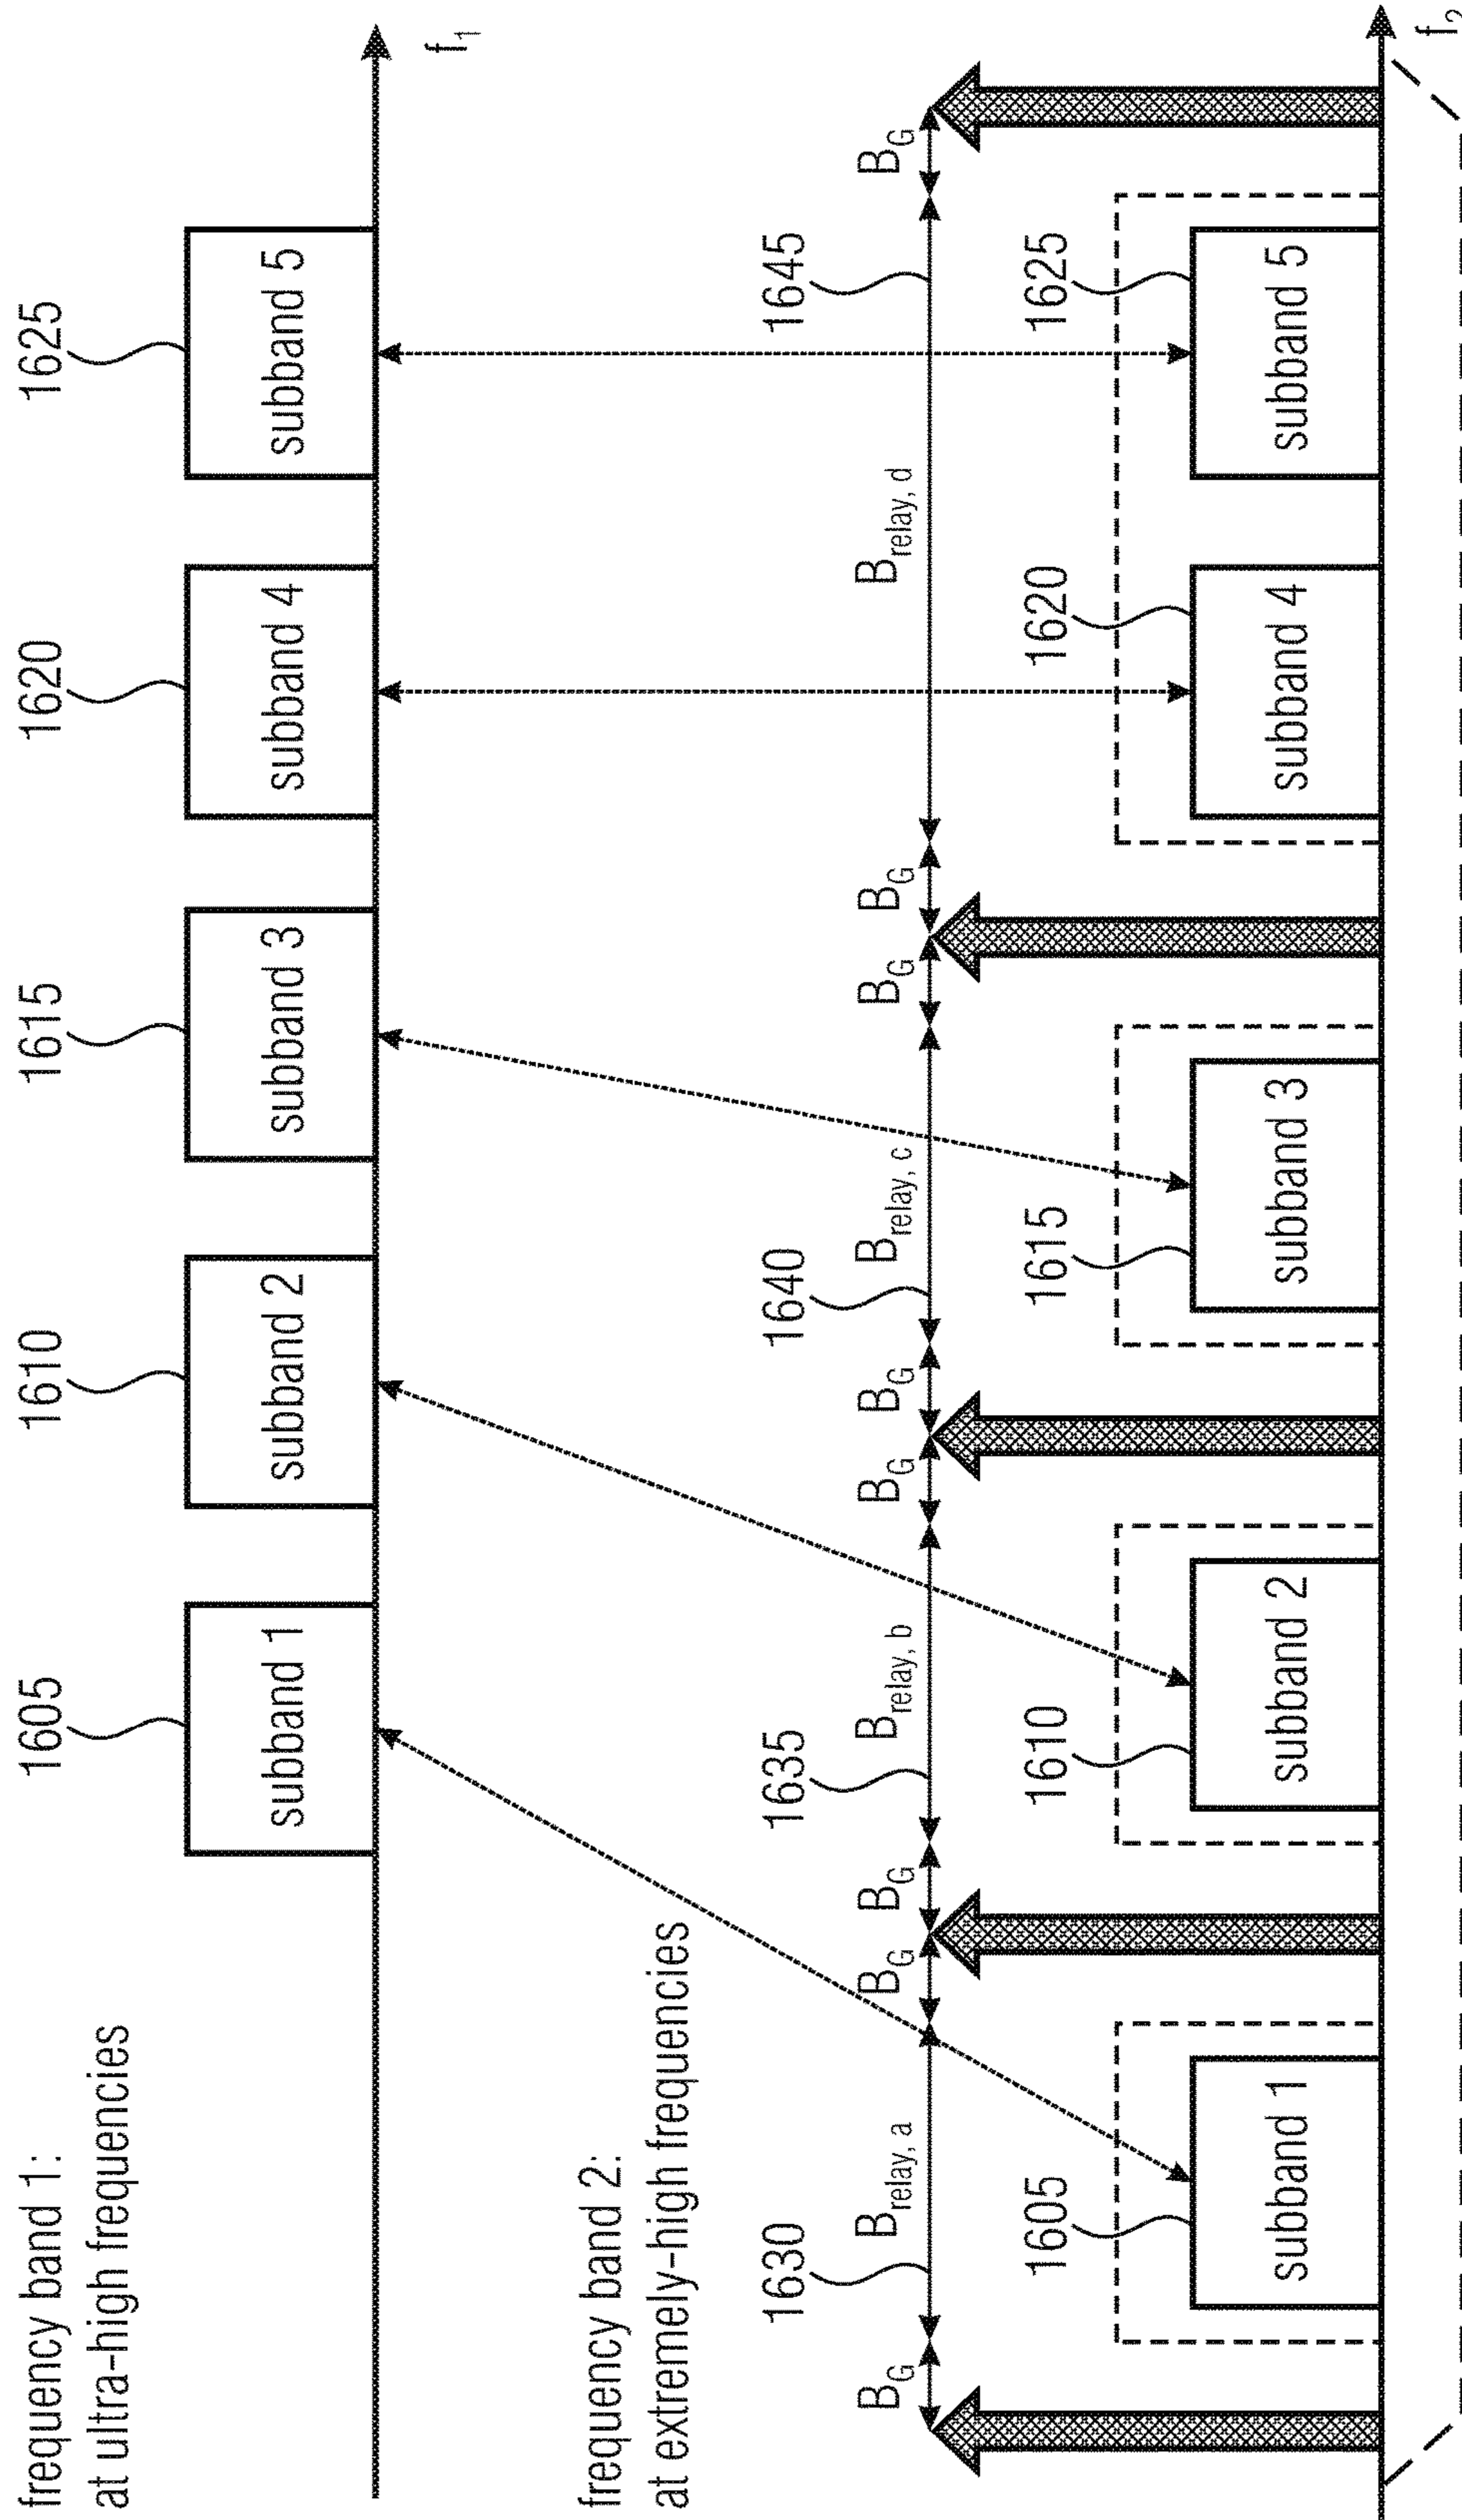 frequency band 1:
at ultra-high frequencies
1605
1610
1615
1620
1625
subband 1
subband 2
subband 3
subband 4
subband 5
f1
frequency band 2:
at extremely-high frequencies
1630
1635
1640
1645
BG
Brelay, a
BG
BG
Brelay, b
BG
BG
Brelay, c
BG
BG
Brelay, d
BG
1605
1610
1615
1620
1625
subband 1
subband 2
subband 3
subband 4
subband 5
f2